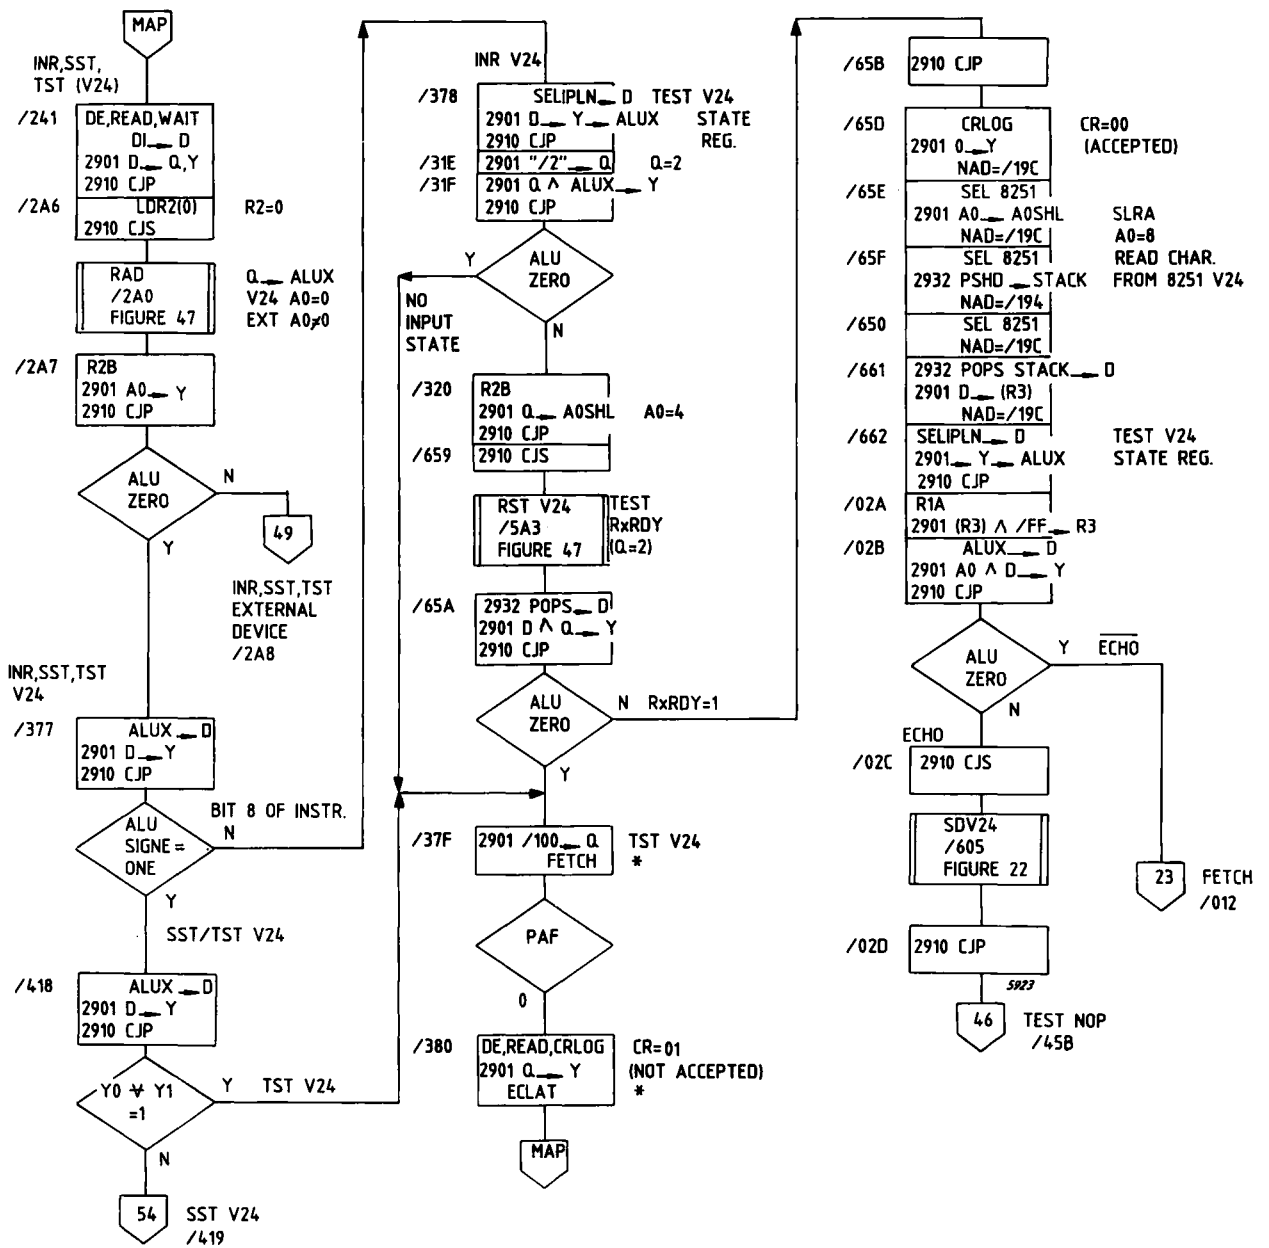 MAP
INR,SST,
TST (V24)
/241
DE,READ,WAIT
DI → D
2901 D → Q,Y
2910 CJP
/2A6
LDR2(0)
R2=0
2910 CJS
RAD
/2A0
FIGURE 47
Q → ALUX
V24 A0=0
EXT A0≠0
/2A7
R2B
2901 A0 → Y
2910 CJP
ALU
ZERO
N
Y
49
INR,SST,TST
EXTERNAL
DEVICE
/2A8
INR,SST,TST
V24
/377
ALUX → D
2901 D → Y
2910 CJP
ALU
SIGNE =
ONE
BIT 8 OF INSTR.
N
Y
SST/TST V24
/418
ALUX → D
2901 D → Y
2910 CJP
Y0 ∀ Y1
=1
Y TST V24
N
54
SST V24
/419
INR V24
/378
SELIPLN → D
TEST V24
2901 D → Y → ALUX
STATE
2910 CJP
REG.
/31E
2901 "/2" → Q
Q=2
/31F
2901 Q ∧ ALUX → Y
2910 CJP
Y
ALU
ZERO
NO
INPUT
STATE
N
/320
R2B
2901 Q → A0SHL
A0=4
2910 CJP
/659
2910 CJS
RST V24
/5A3
FIGURE 47
TEST
RxRDY
(Q=2)
/65A
2932 POPS → D
2901 D ∧ Q → Y
2910 CJP
ALU
ZERO
N RxRDY=1
Y
/37F
2901 /100 → Q
FETCH
TST V24
*
PAF
0
/380
DE,READ,CRLOG
2901 Q → Y
ECLAT
CR=01
(NOT ACCEPTED)
*
MAP
/65B
2910 CJP
/65D
CRLOG
2901 0 → Y
NAD=/19C
CR=00
(ACCEPTED)
/65E
SEL 8251
2901 A0 → A0SHL
SLRA
NAD=/19C
A0=8
/65F
SEL 8251
READ CHAR.
2932 PSHD → STACK
FROM 8251 V24
NAD=/194
/650
SEL 8251
NAD=/19C
/661
2932 POPS STACK → D
2901 D → (R3)
NAD=/19C
/662
SELIPLN → D
TEST V24
2901 → Y → ALUX
STATE REG.
2910 CJP
/02A
R1A
2901 (R3) ∧ /FF → R3
/02B
ALUX → D
2901 A0 ∧ D → Y
2910 CJP
ALU
ZERO
Y E̅C̅H̅O̅
N
ECHO
/02C
2910 CJS
SDV24
/605
FIGURE 22
23
FETCH
/012
/02D
2910 CJP
5923
46
TEST NOP
/45B